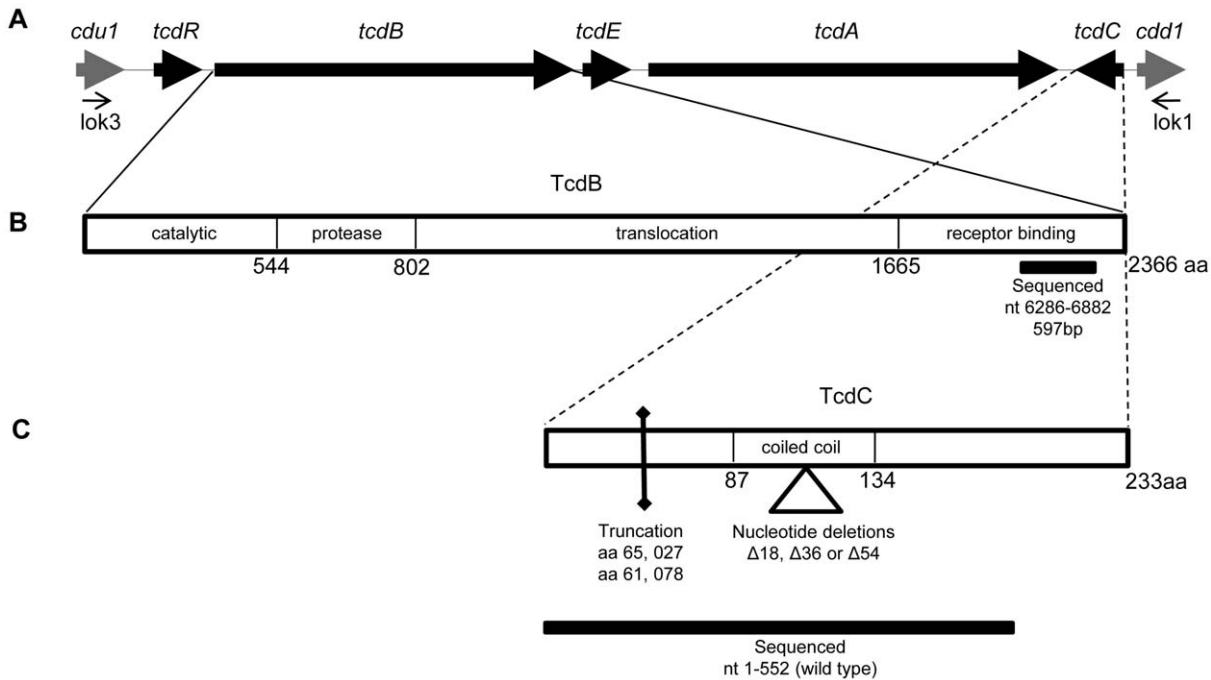 A
cdu1 tcdR tcdB tcdE tcdA tcdC cdd1
lok3 lok1
TcdB
B
catalytic protease translocation receptor binding
544 802 1665 2366 aa
Sequenced
nt 6286-6882
597bp
TcdC
C
coiled coil
87 134 233aa
Truncation
aa 65, 027
aa 61, 078
Nucleotide deletions
Δ18, Δ36 or Δ54
Sequenced
nt 1-552 (wild type)